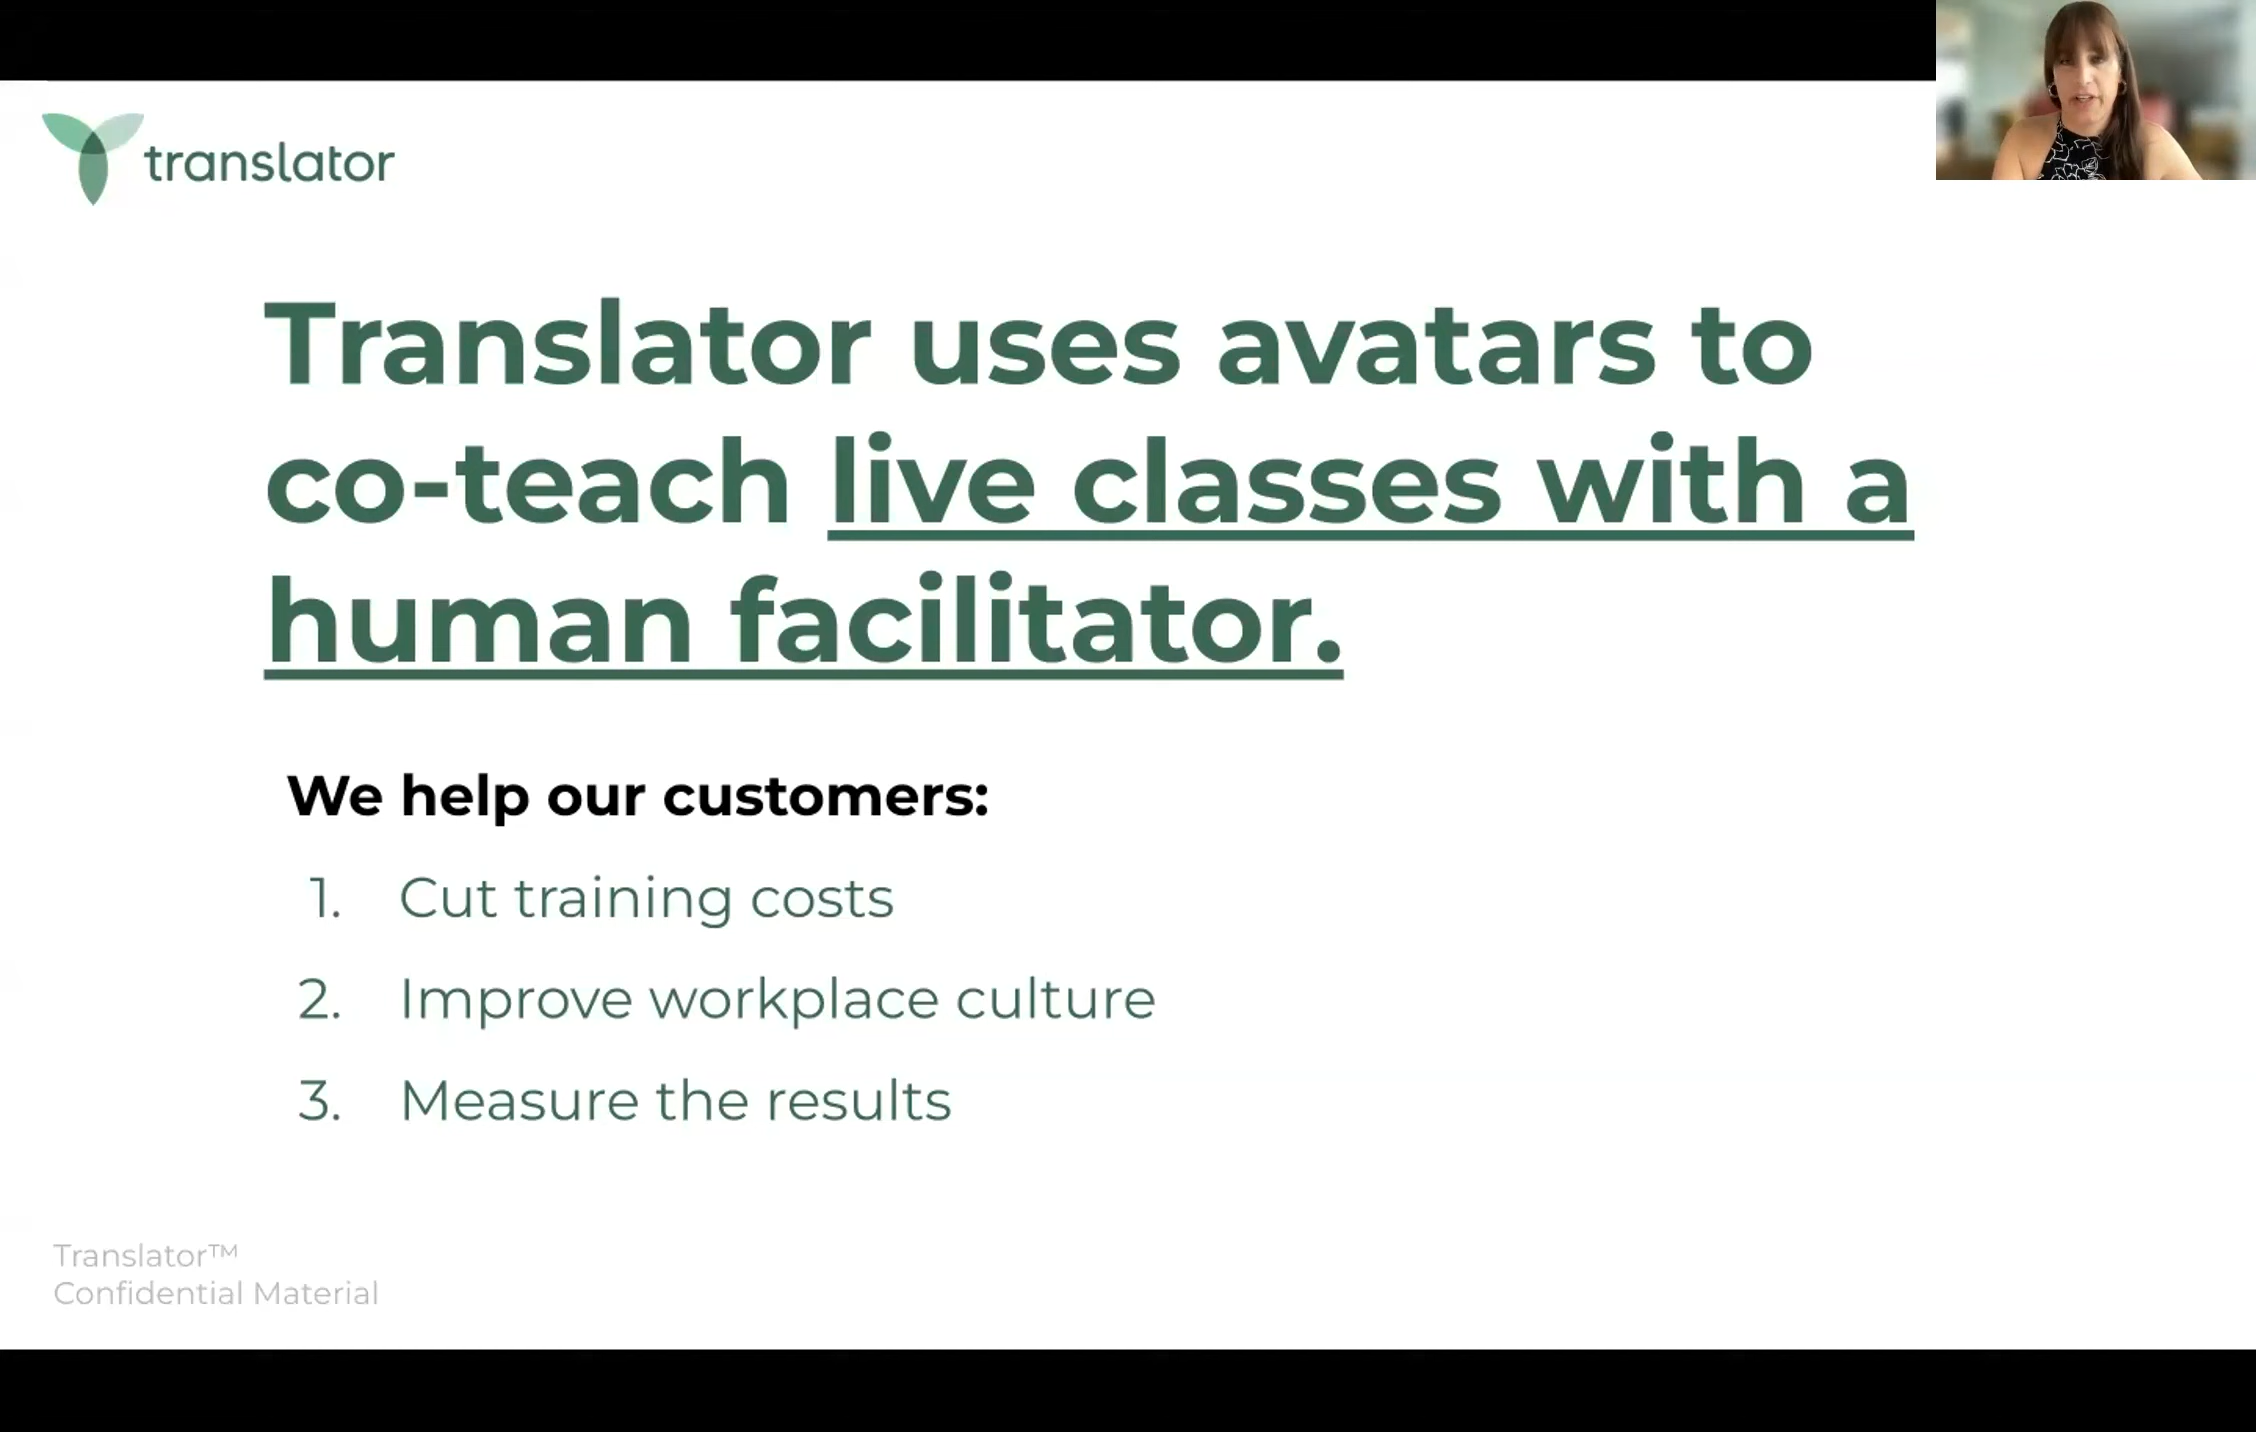 translator
Translator uses avatars to
co-teach live classes with a
human facilitator.
We help our customers:
1. Cut training costs
2. Improve workplace culture
3. Measure the results
Translator™
Confidential Material